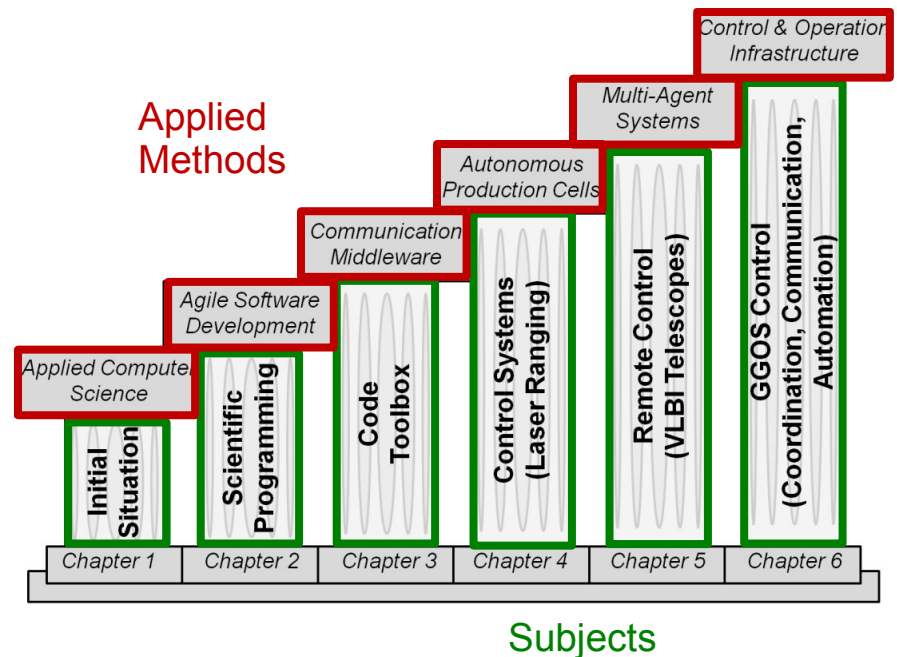 Control & Operation
Infrastructure
Multi-Agent
Systems
Applied
Methods
Autonomous
Production Cells
Communication
Middleware
Agile Software
Development
Applied Computer
Science
Initial
Situation
Scientific
Programming
Code
Toolbox
Control Systems
(Laser Ranging)
Remote Control
(VLBI Telescopes)
GGOS Control
(Coordination, Communication,
Automation)
Chapter 1
Chapter 2
Chapter 3
Chapter 4
Chapter 5
Chapter 6
Subjects